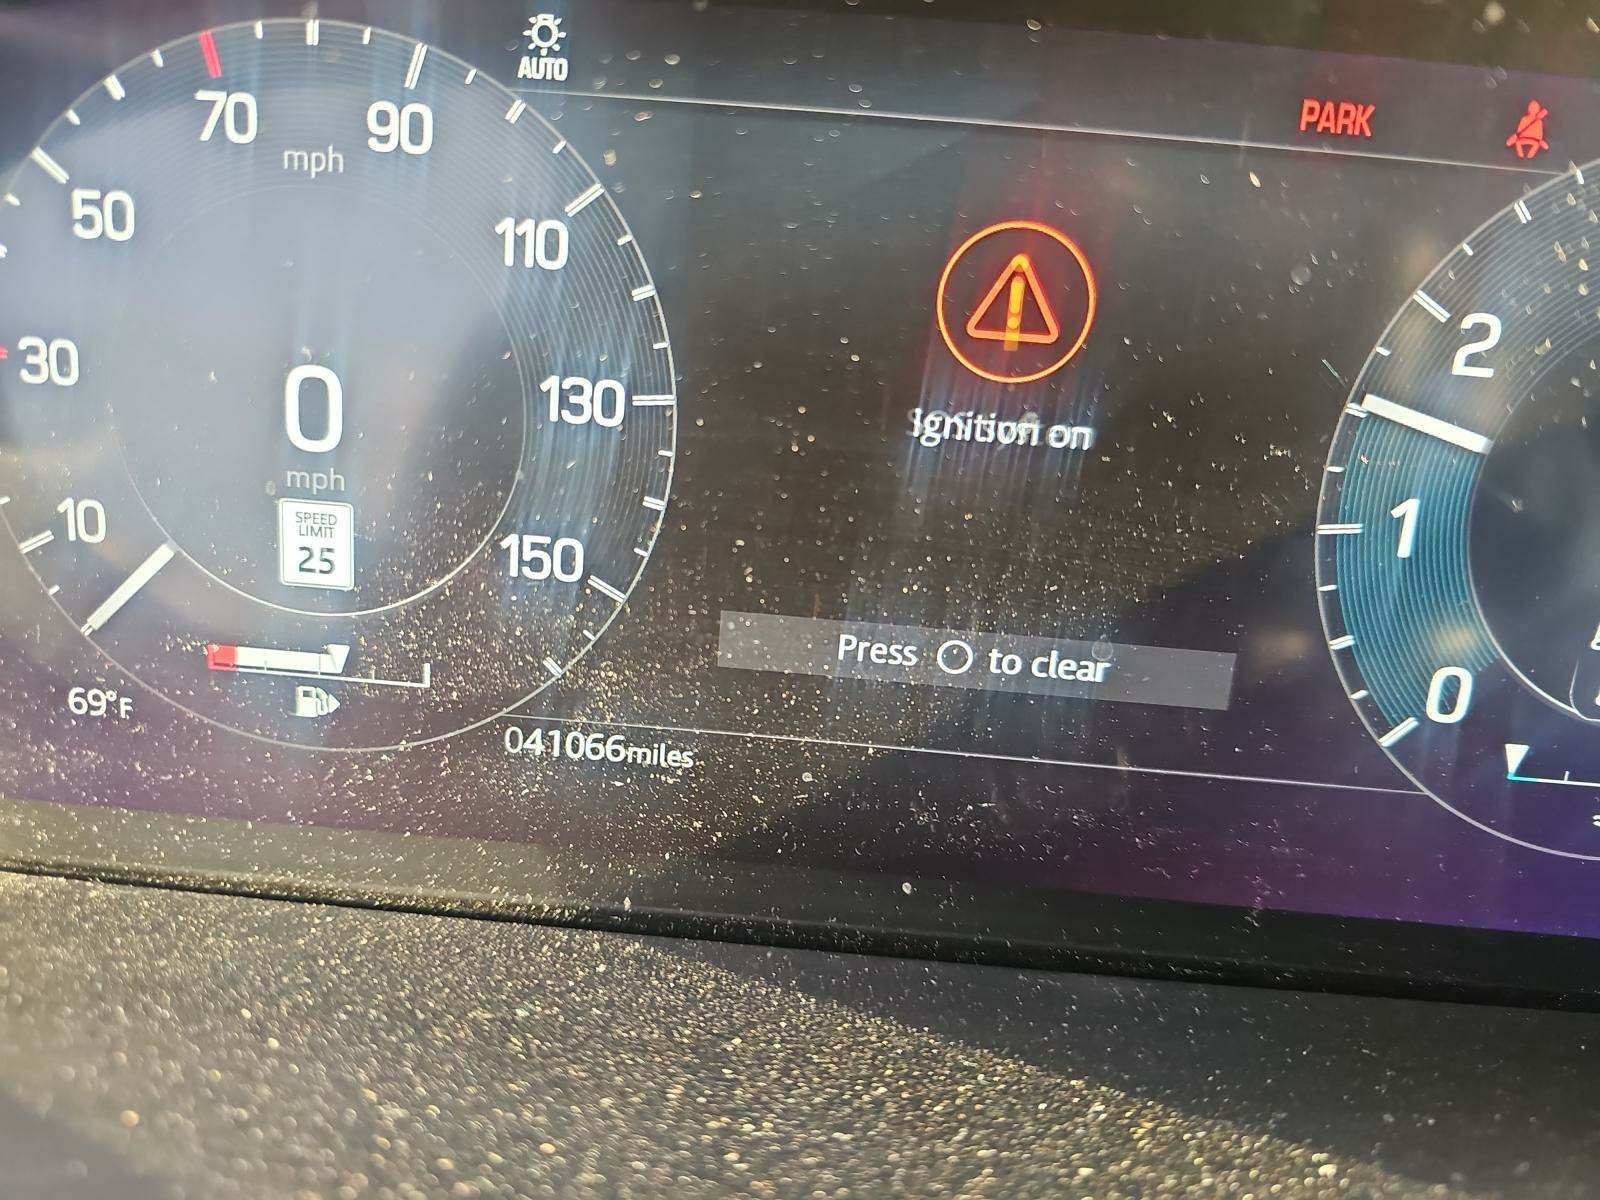 AUTO
PARK
70
90
mph
50
110
30
130
2
0
mph
Ignition on
10
SPEED
LIMIT
25
150
1
Press to clear
0
69°F
041066miles